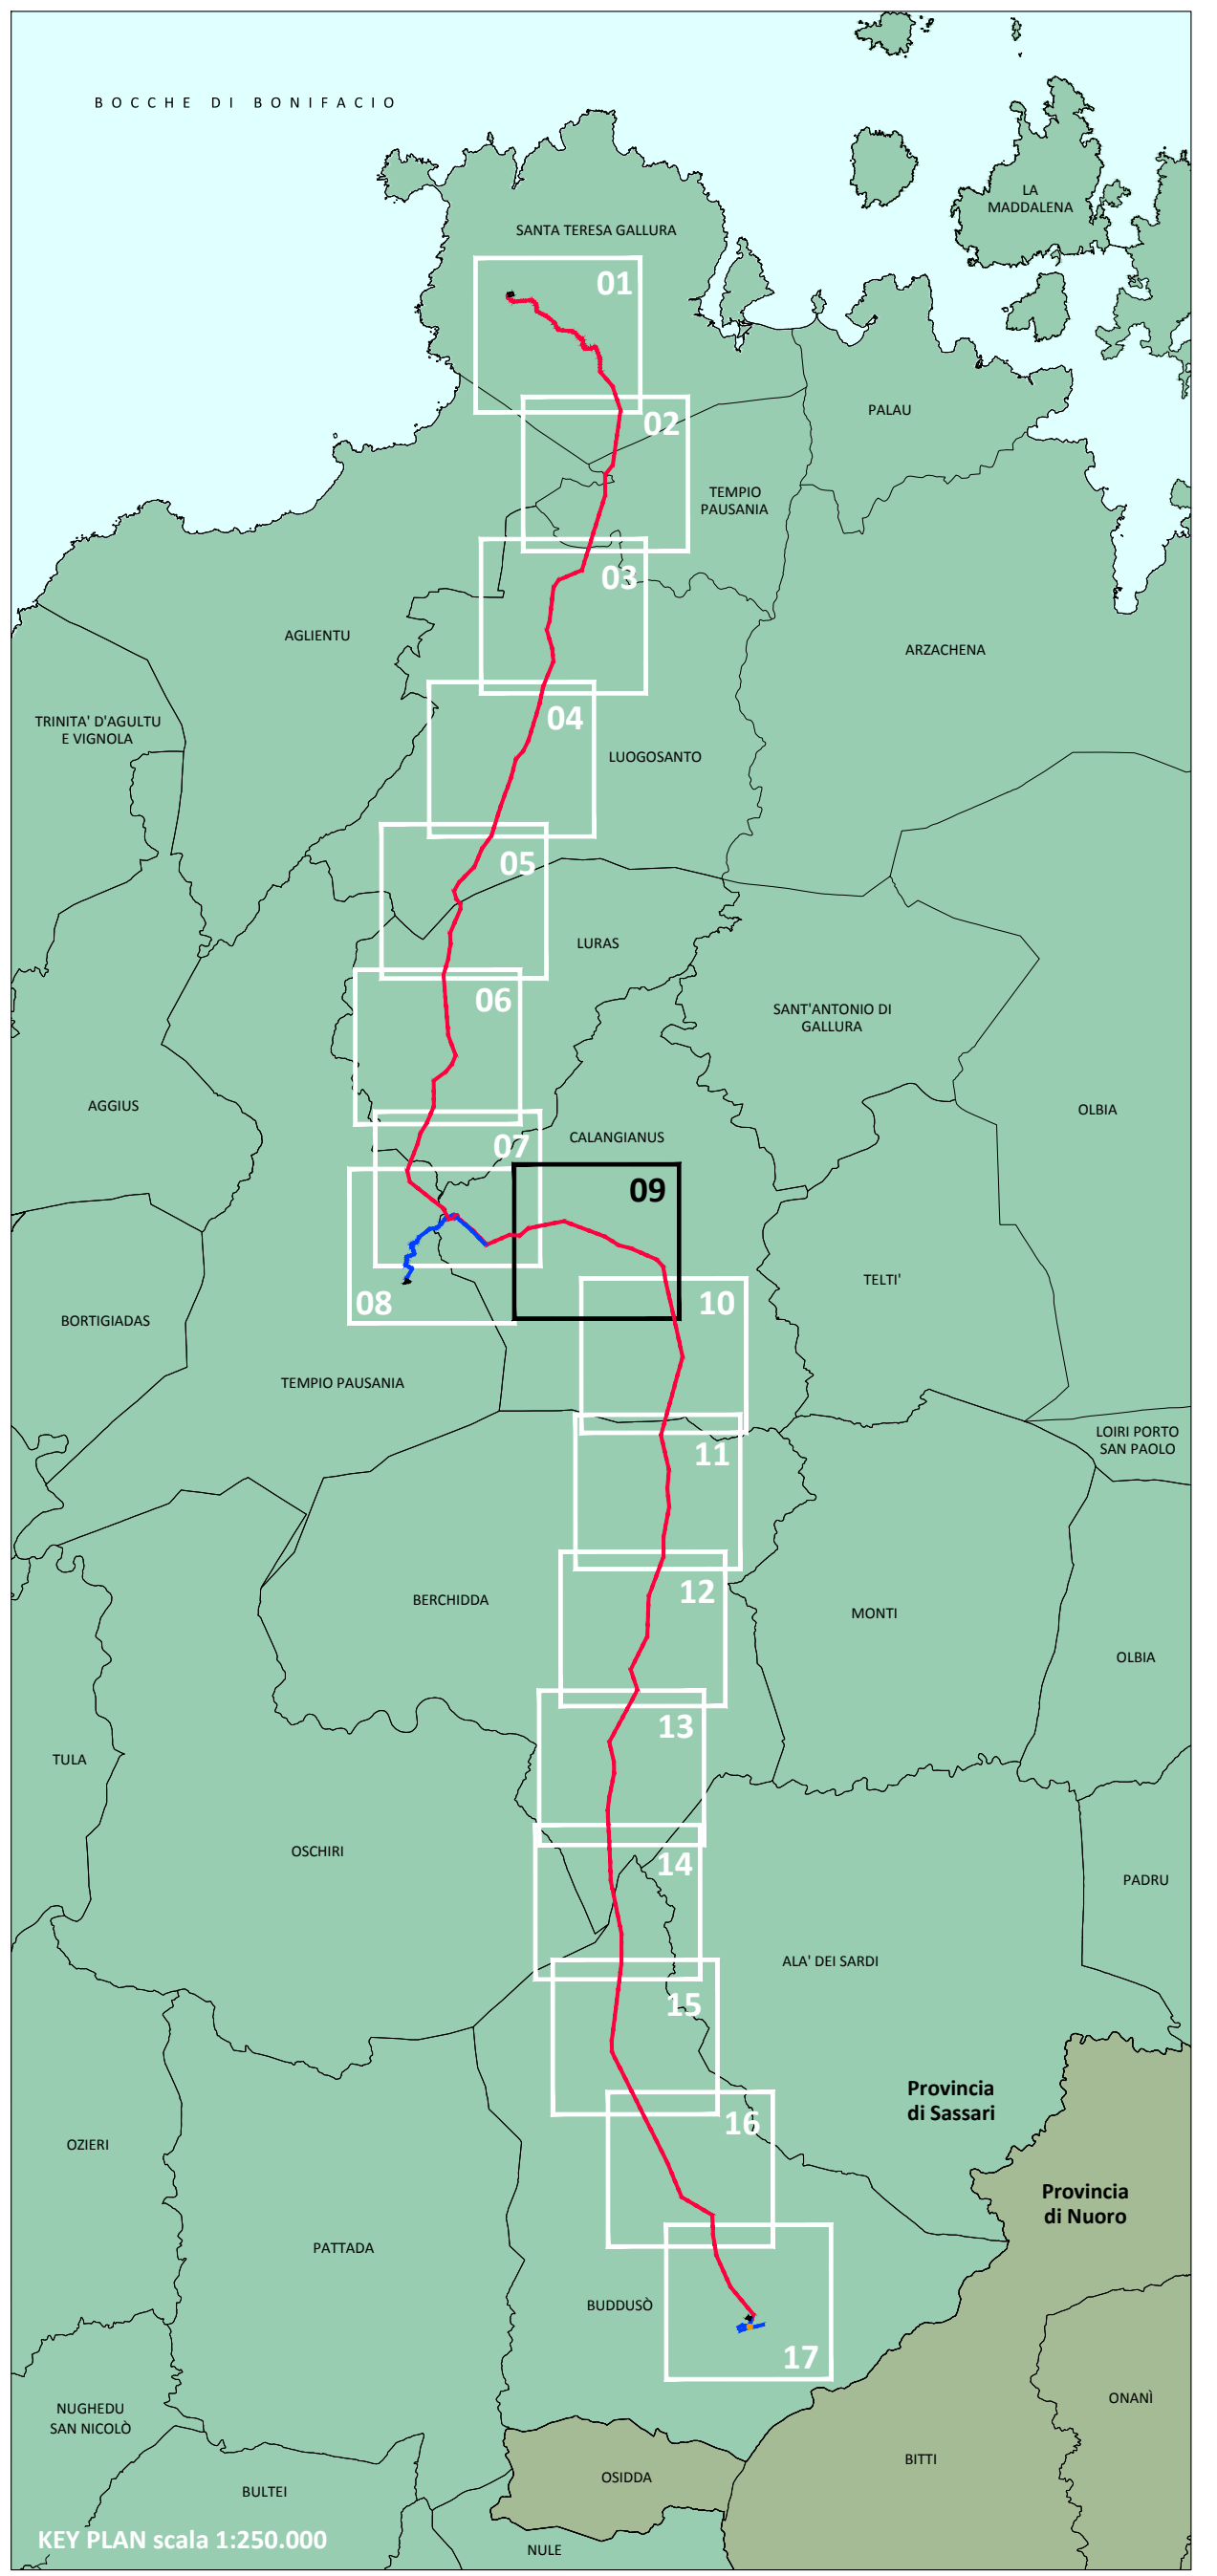 BOCCHE DI BONIFACIO
LA
MADDALENA
SANTA TERESA GALLURA
01
PALAU
02
TEMPIO
PAUSANIA
03
AGLIENTU
ARZACHENA
04
TRINITA' D'AGULTU
E VIGNOLA
LUOGOSANTO
05
LURAS
06
SANT'ANTONIO DI
GALLURA
AGGIUS
OLBIA
CALANGIANUS
07
09
TELTI'
08
10
BORTIGIADAS
TEMPIO PAUSANIA
LOIRI PORTO
SAN PAOLO
11
12
BERCHIDDA
MONTI
OLBIA
13
TULA
OSCHIRI
14
PADRU
ALA' DEI SARDI
15
Provincia
di Sassari
16
OZIERI
Provincia
di Nuoro
PATTADA
BUDDUSÒ
17
NUGHEDU
SAN NICOLÒ
ONANÌ
BITTI
OSIDDA
BULTEI
KEY PLAN scala 1:250.000
NULE